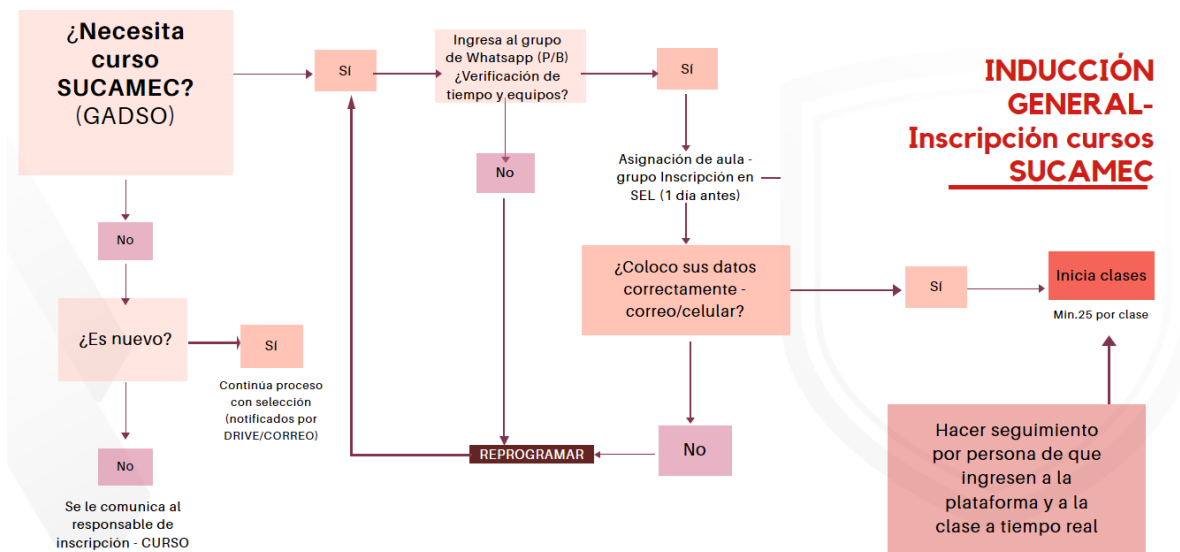 ¿Necesita
curso
SUCAMEC?
(GADSO)
Sí
Ingresa al grupo
de Whatsapp (P/B)
¿Verificación de
tiempo y equipos?
Sí
INDUCCIÓN
GENERAL-
Inscripción cursos
SUCAMEC
No
Asignación de aula -
grupo Inscripción en
SEL (1 día antes)
No
¿Coloco sus datos
correctamente -
correo/celular?
Sí
Inicia clases
Min.25 por clase
¿Es nuevo?
Sí
Continúa proceso
con selección
(notificados por
DRIVE/CORREO)
No
Se le comunica al
responsable de
inscripción - CURSO
REPROGRAMAR
No
Hacer seguimiento
por persona de que
ingresen a la
plataforma y a la
clase a tiempo real